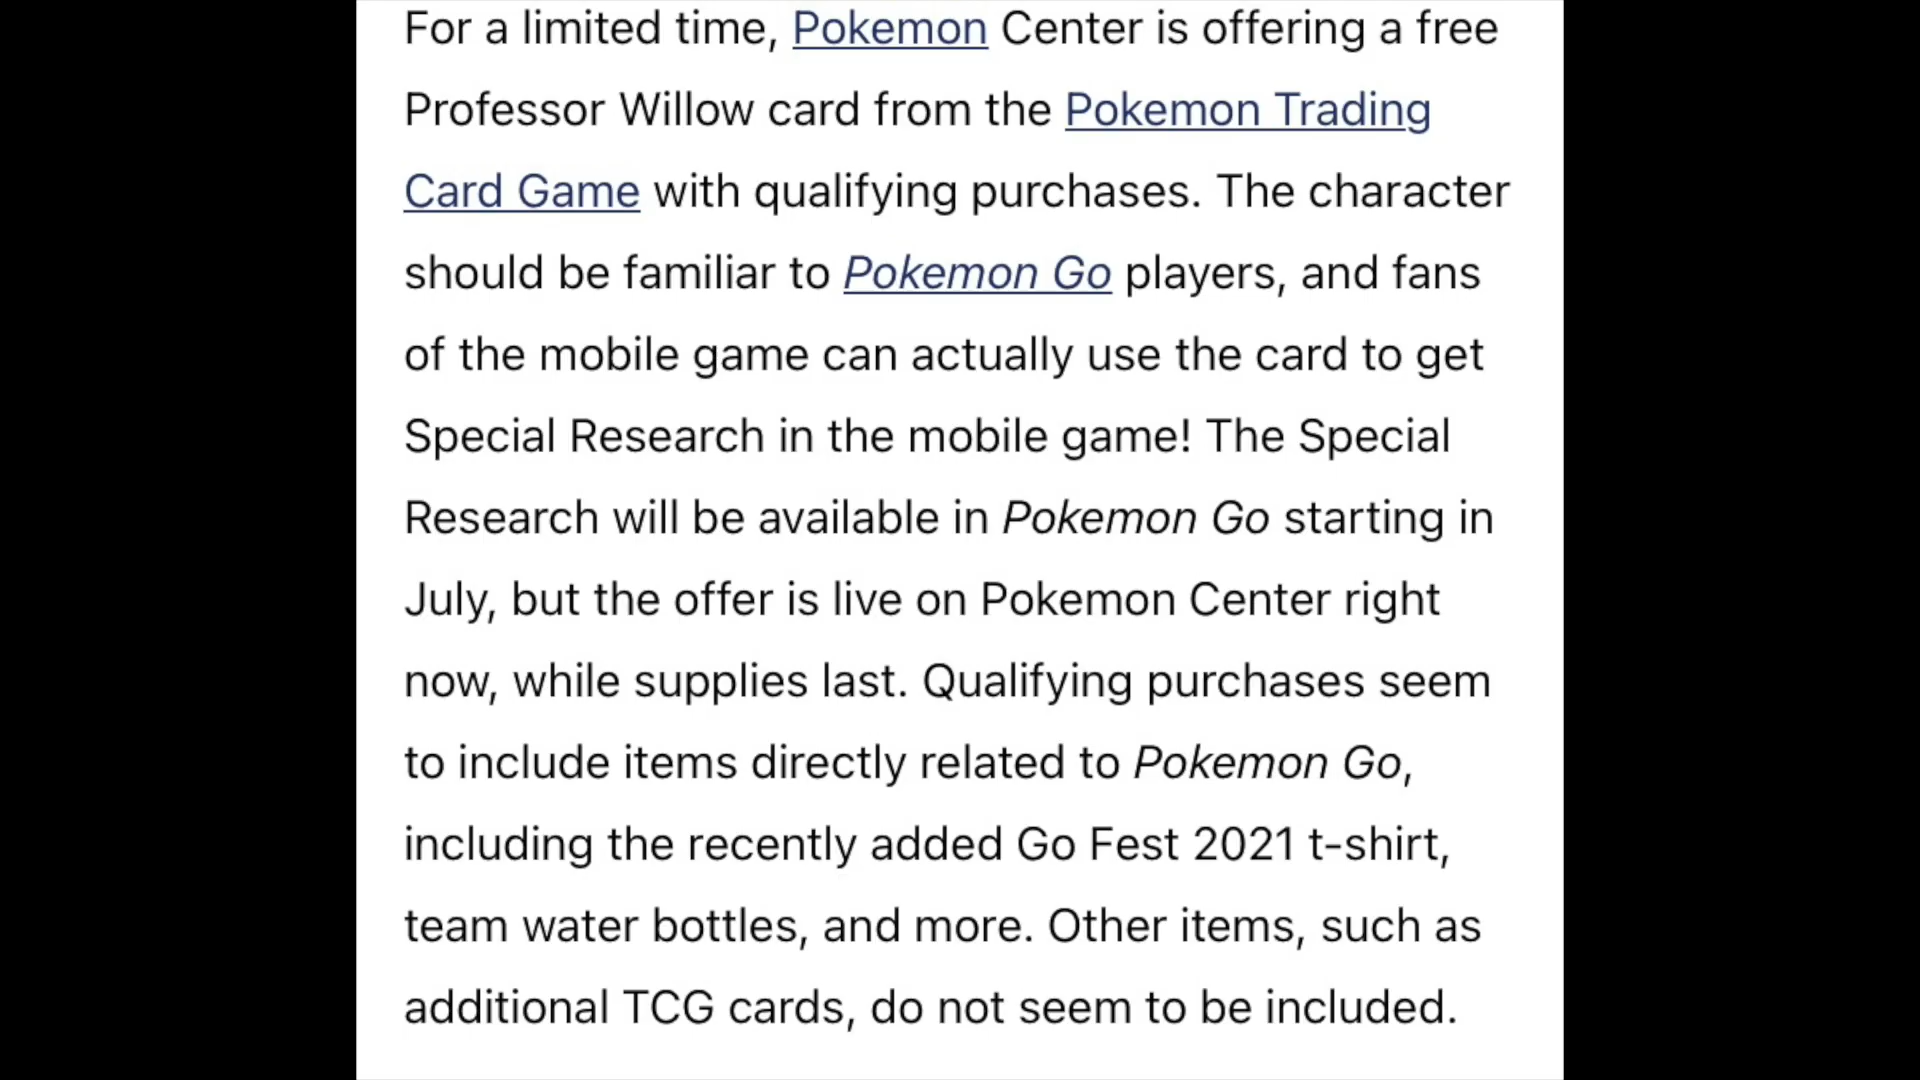 For a limited time, Pokemon Center is offering a free
Professor Willow card from the Pokemon Trading
Card Game with qualifying purchases. The character
should be familiar to Pokemon Go players, and fans
of the mobile game can actually use the card to get
Special Research in the mobile game! The Special
Research will be available in Pokemon Go starting in
July, but the offer is live on Pokemon Center right
now, while supplies last. Qualifying purchases seem
to include items directly related to Pokemon Go,
including the recently added Go Fest 2021 t-shirt,
team water bottles, and more. Other items, such as
additional TCG cards, do not seem to be included.